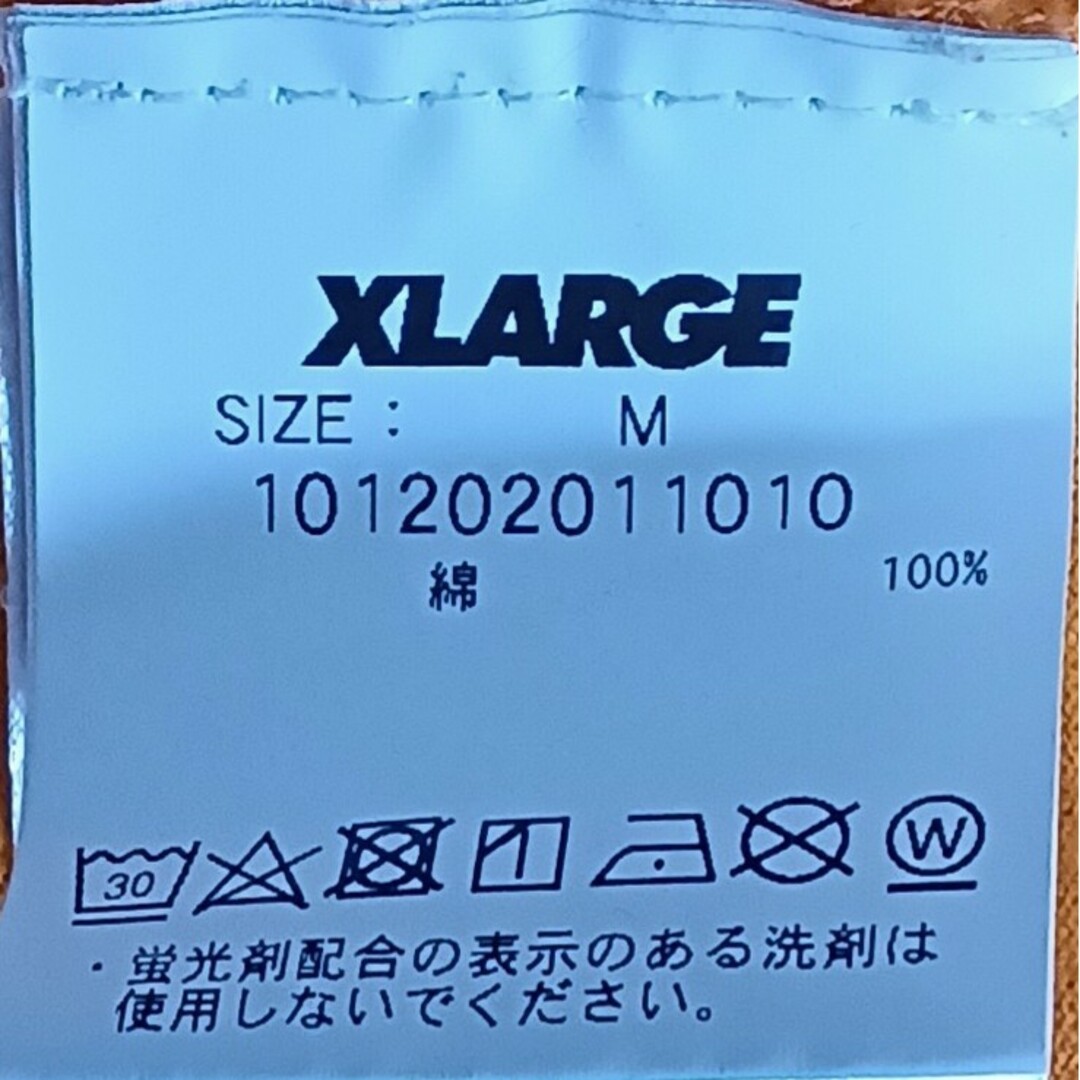 XLARGE
SIZE : M
101202011010
綿 100%
30 W
・蛍光剤配合の表示のある洗剤は
使用しないでください。